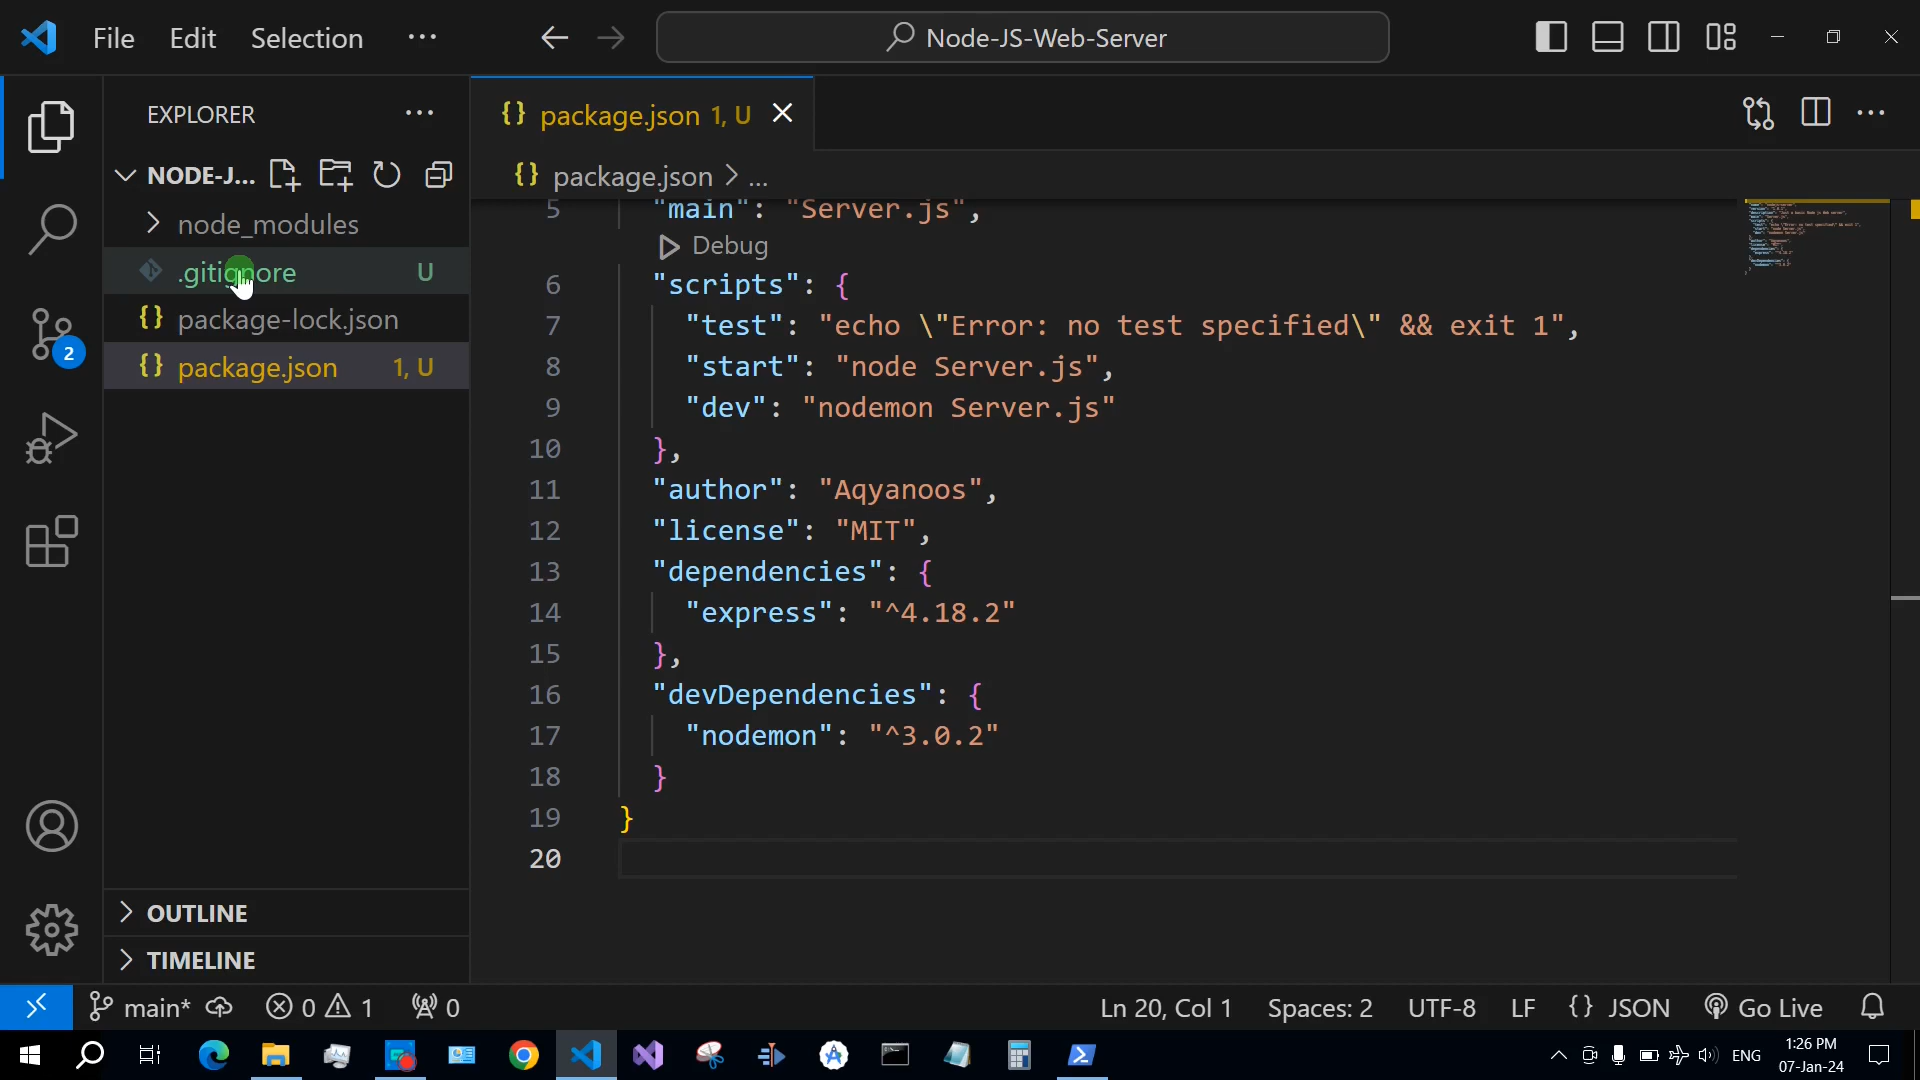 File Edit Selection ··· Node-JS-Web-Server
EXPLORER ···
NODE-J...
node_modules
.gitignore U
package-lock.json
package.json 1, U
OUTLINE
TIMELINE
{} package.json 1, U
{} package.json > ...
5 "main": "Server.js",
Debug
6 "scripts": {
7 "test": "echo \"Error: no test specified\" && exit 1",
8 "start": "node Server.js",
9 "dev": "nodemon Server.js"
10 },
11 "author": "Aqyanoos",
12 "license": "MIT",
13 "dependencies": {
14 "express": "^4.18.2"
15 },
16 "devDependencies": {
17 "nodemon": "^3.0.2"
18 }
19 }
20
2
main* 0 1 0 Ln 20, Col 1 Spaces: 2 UTF-8 LF {} JSON Go Live
ENG 1:26 PM
07-Jan-24